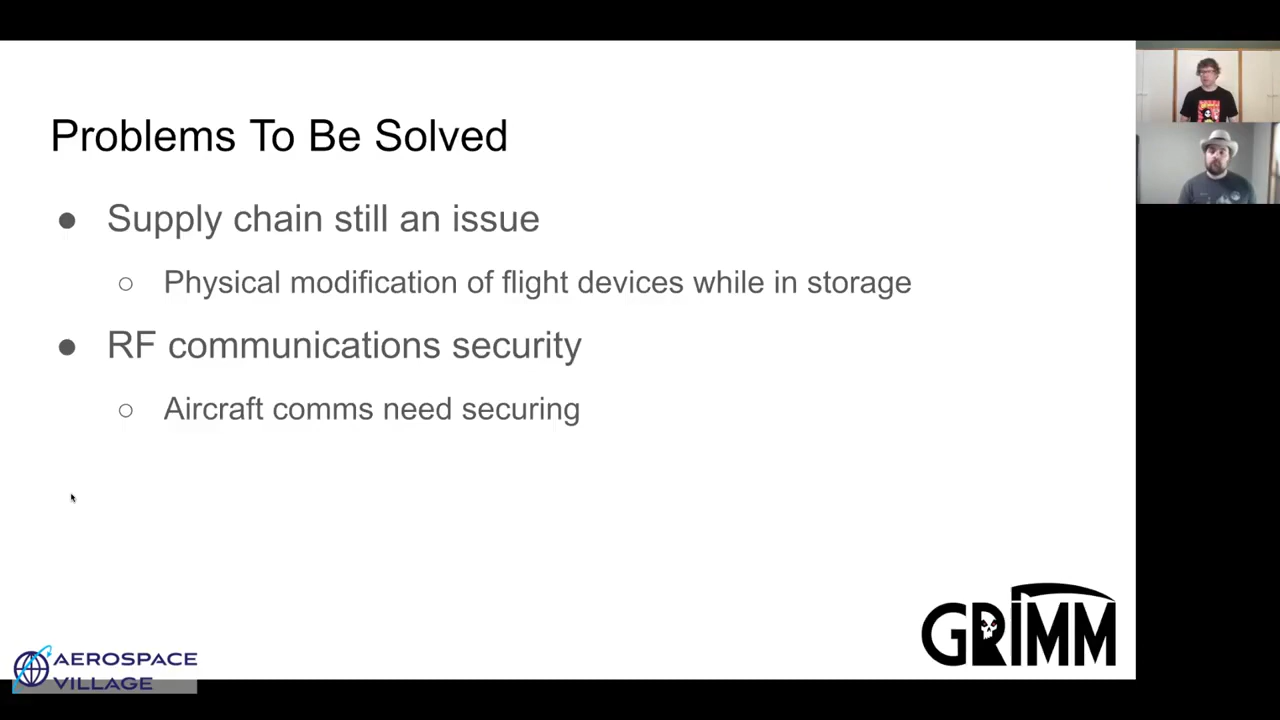 Problems To Be Solved
● Supply chain still an issue
○ Physical modification of flight devices while in storage
● RF communications security
○ Aircraft comms need securing
GRIMM
AEROSPACE
VILLAGE